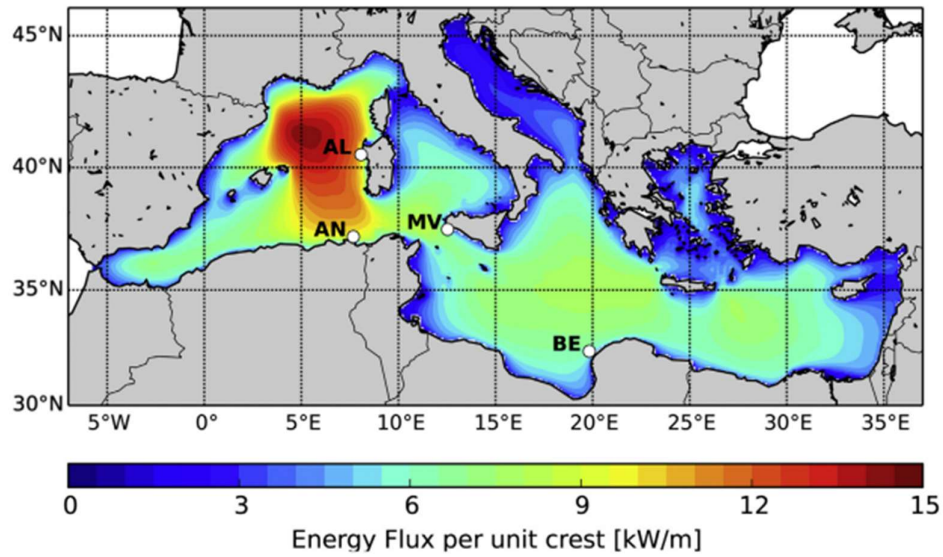 45°N
AL
40°N
AN MV
35°N
BE
30°N
5°W 0° 5°E 10°E 15°E 20°E 25°E 30°E 35°E
0 3 6 9 12 15
Energy Flux per unit crest [kW/m]